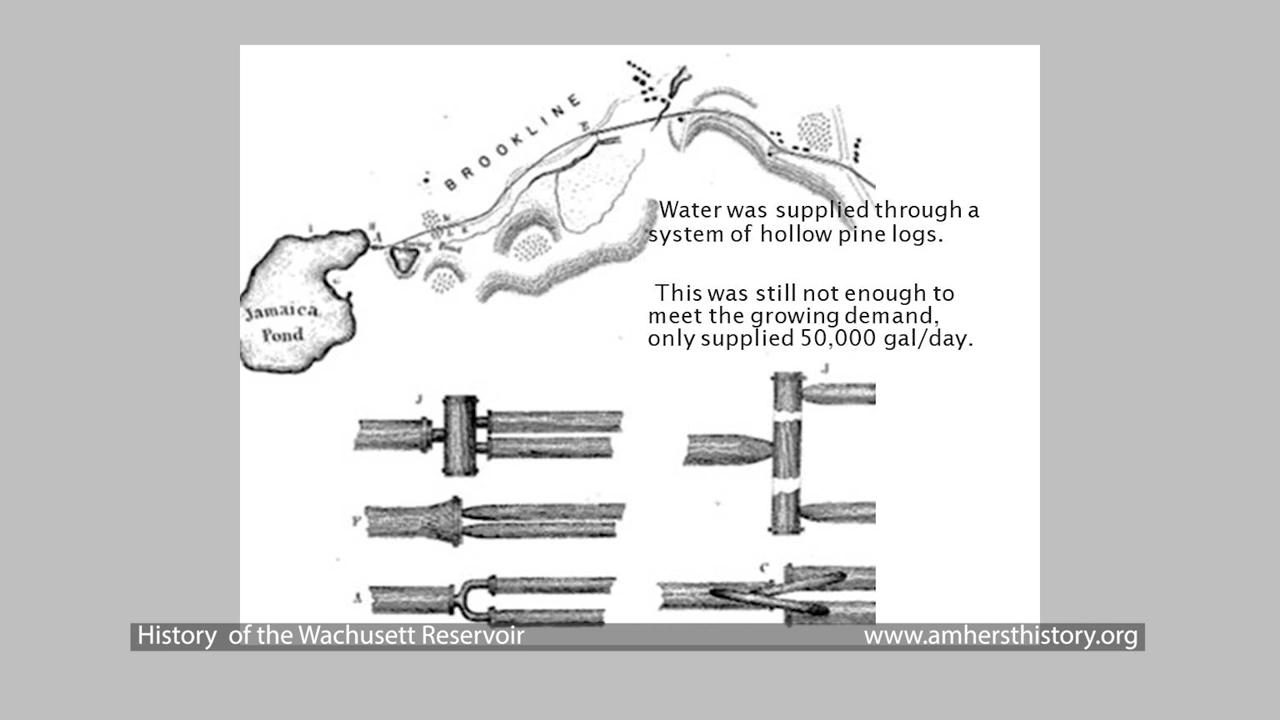 BROOKLINE
Water was supplied through a
system of hollow pine logs.
Jamaica
Pond
This was still not enough to
meet the growing demand,
only supplied 50,000 gal/day.
J
J
F
C
A
History of the Wachusett Reservoir
www.amhersthistory.org